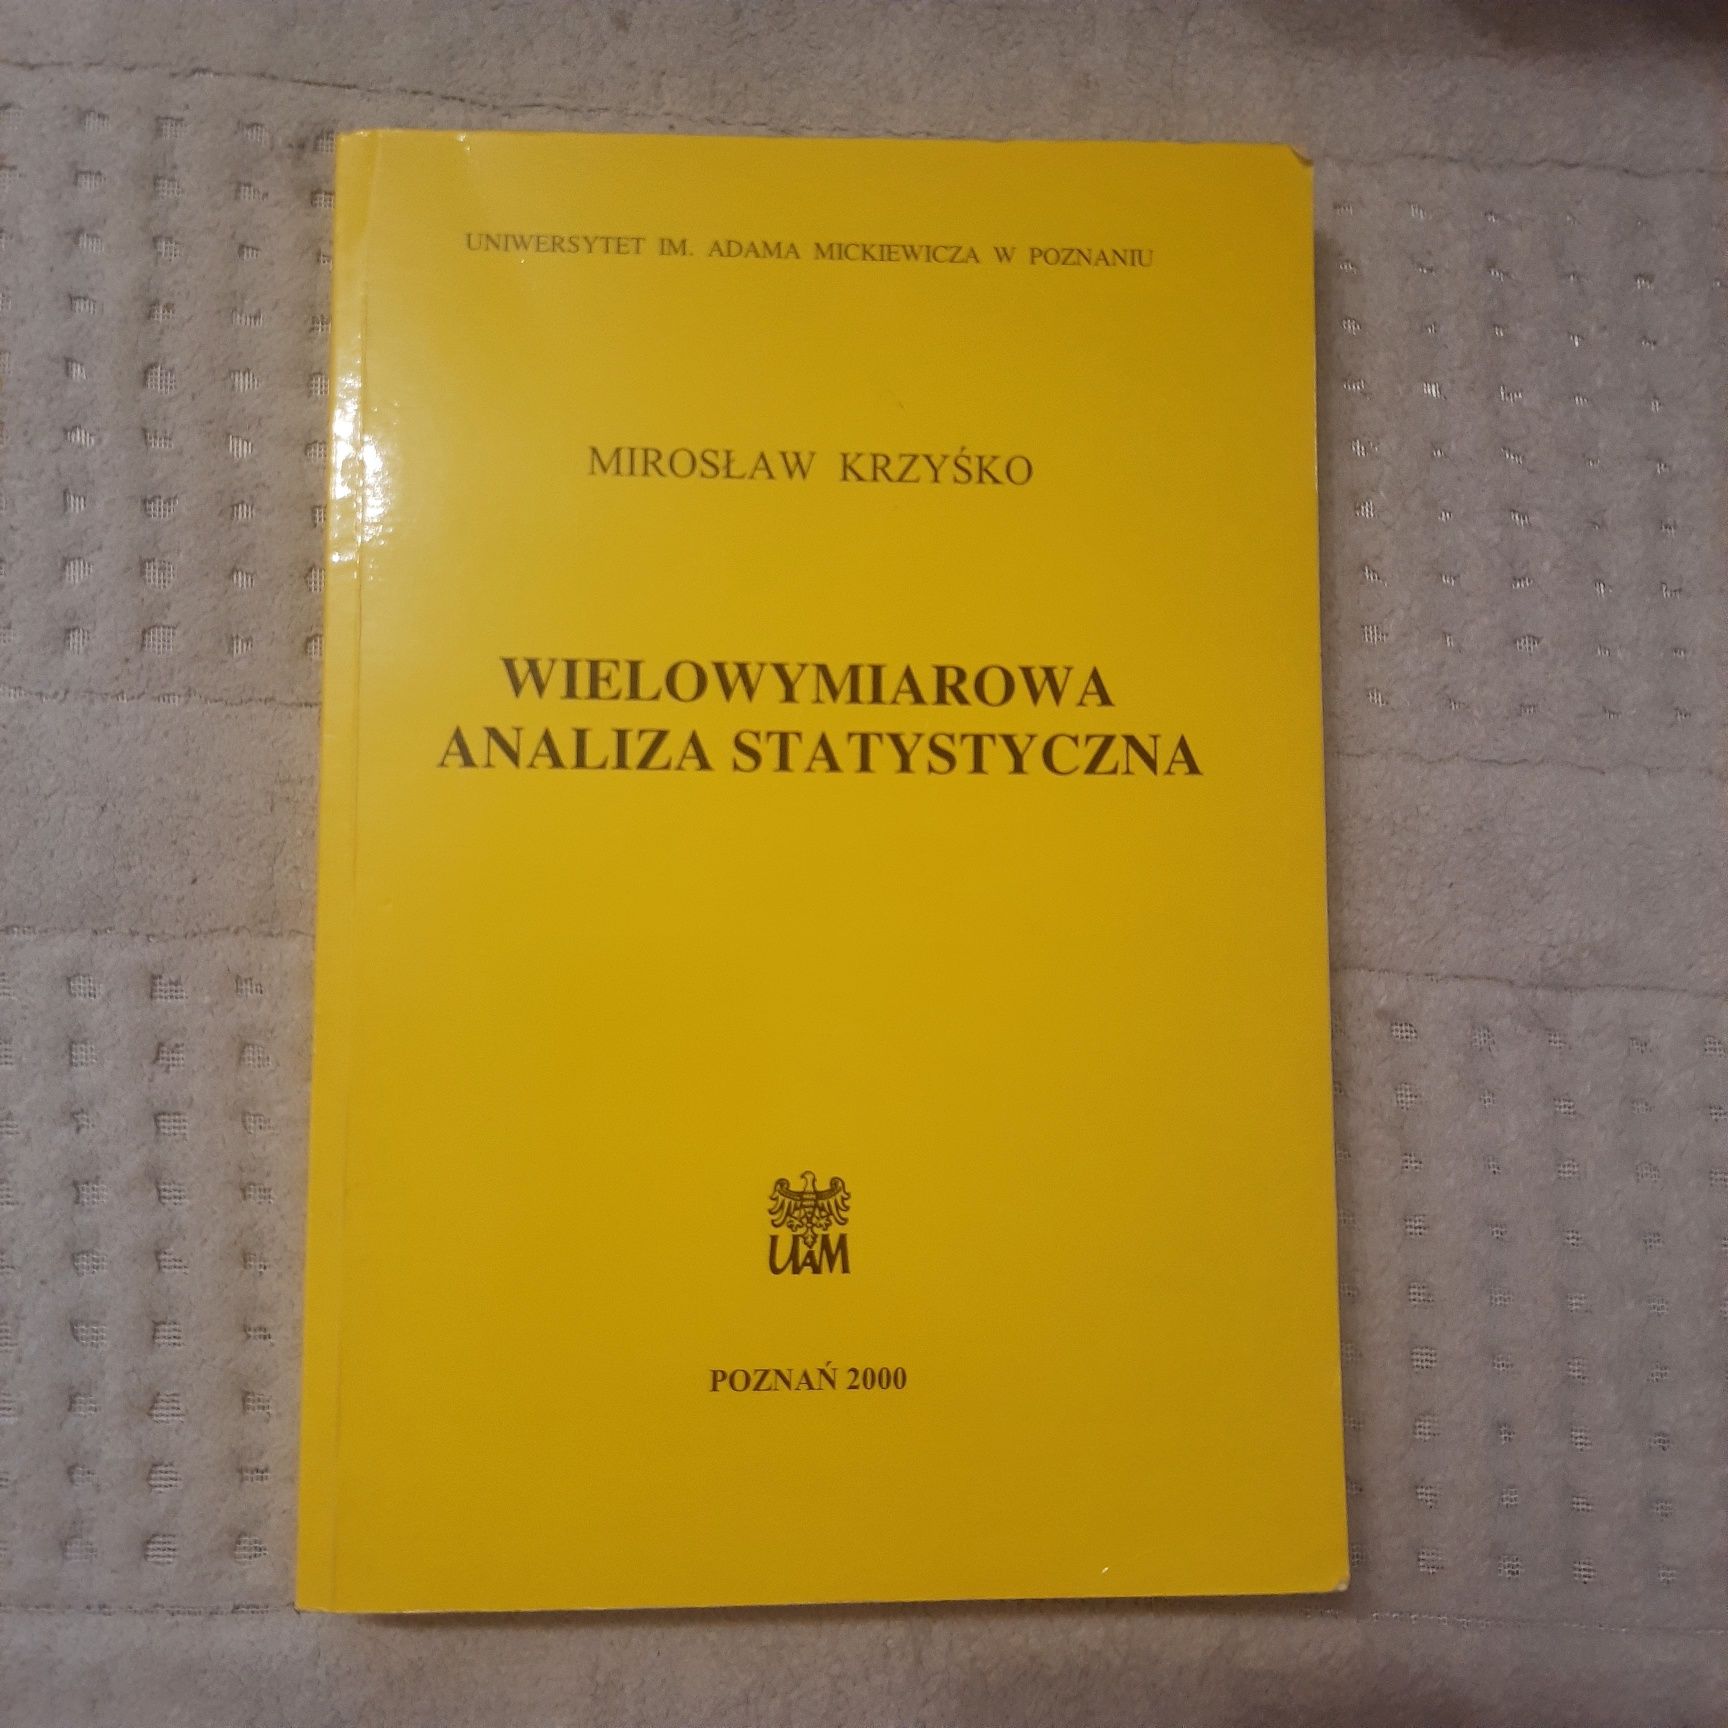 UNIWERSYTET IM. ADAMA MICKIEWICZA W POZNANIU
MIROSŁAW KRZYŚKO
WIELOWYMIAROWA
ANALIZA STATYSTYCZNA
UAM
POZNAŃ 2000